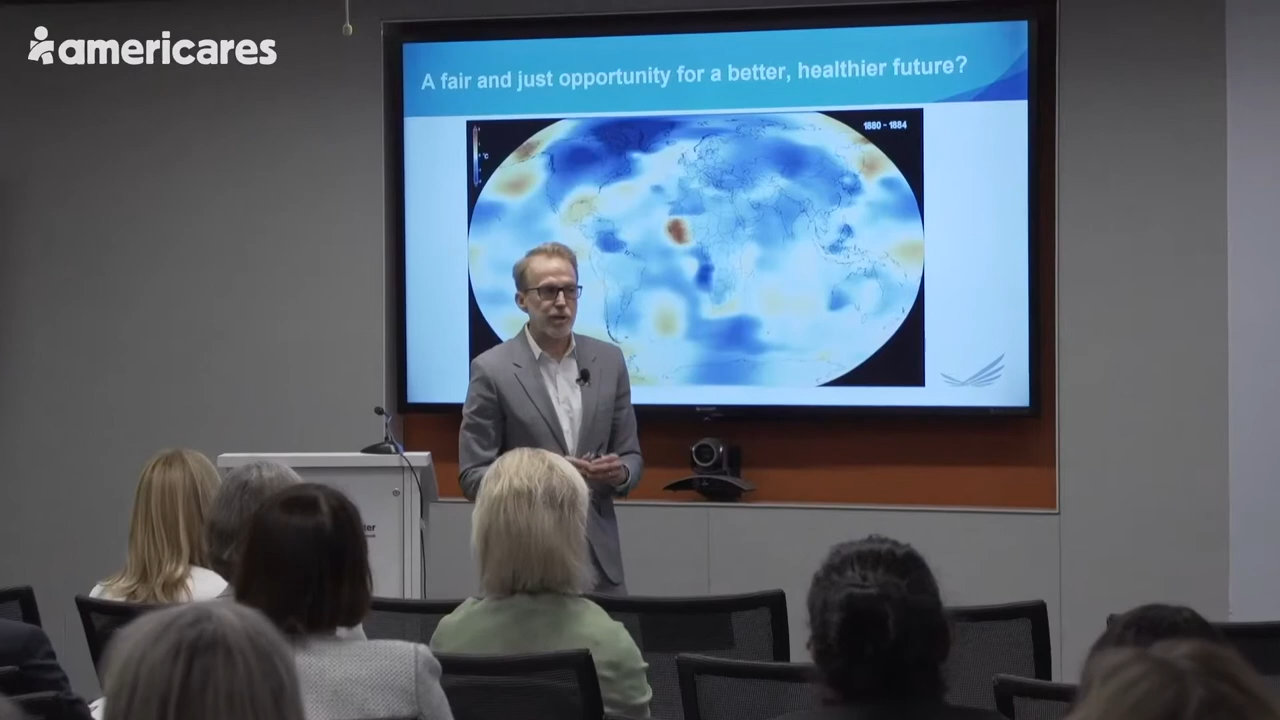 americares
A fair and just opportunity for a better, healthier future?
1880 - 1884
°C